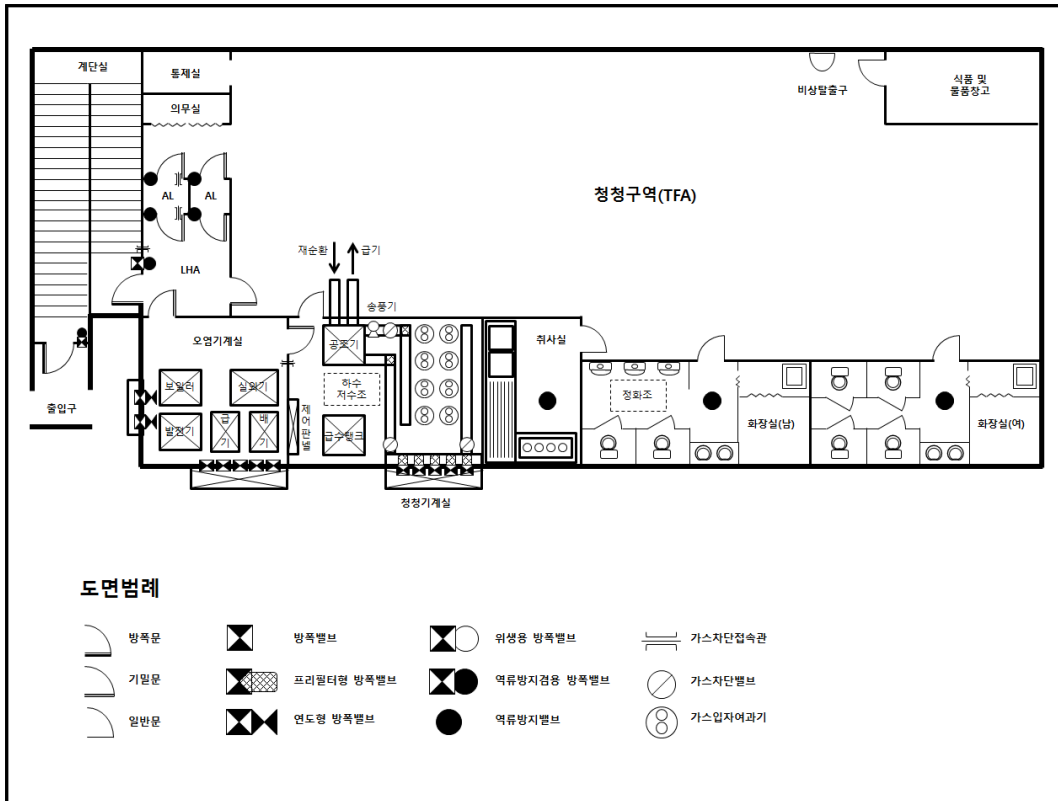 계단실
통제실
의무실
비상탈출구
식품 및
물품창고
AL
AL
청청구역(TFA)
LHA
재순환
급기
송풍기
오염기계실
공조기
취사실
보일러
실외기
하수
저수조
정화조
출입구
발전기
급
기
배
기
제
어
판
넬
급수탱크
화장실(남)
화장실(여)
청청기계실
도면범례
방폭문
방폭밸브
위생용 방폭밸브
가스차단접속관
기밀문
프리필터형 방폭밸브
역류방지겸용 방폭밸브
가스차단밸브
일반문
연도형 방폭밸브
역류방지밸브
가스입자여과기